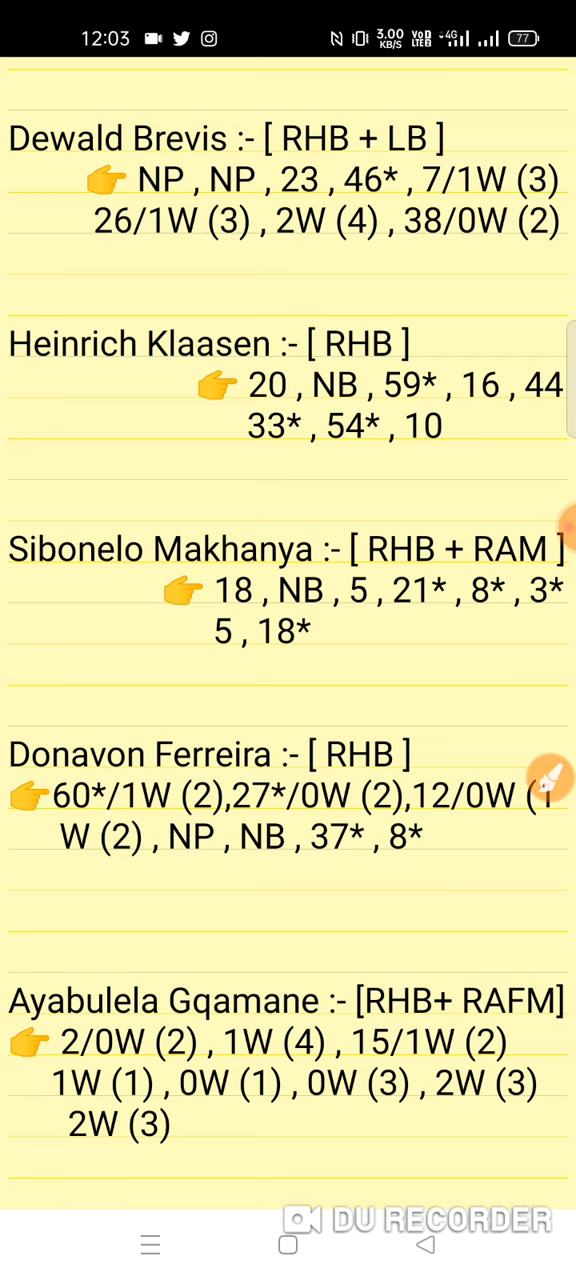 12:03 3.00 KB/S VoD LTE2 4G 77
Dewald Brevis :- [ RHB + LB ]
👉 NP , NP , 23 , 46* , 7/1W (3)
26/1W (3) , 2W (4) , 38/0W (2)
Heinrich Klaasen :- [ RHB ]
👉 20 , NB , 59* , 16 , 44
33* , 54* , 10
Sibonelo Makhanya :- [ RHB + RAM ]
👉 18 , NB , 5 , 21* , 8* , 3*
5 , 18*
Donavon Ferreira :- [ RHB ]
👉60*/1W (2),27*/0W (2),12/0W (1
W (2) , NP , NB , 37* , 8*
Ayabulela Gqamane :- [RHB+ RAFM]
👉 2/0W (2) , 1W (4) , 15/1W (2)
1W (1) , 0W (1) , 0W (3) , 2W (3)
2W (3)
DU RECORDER